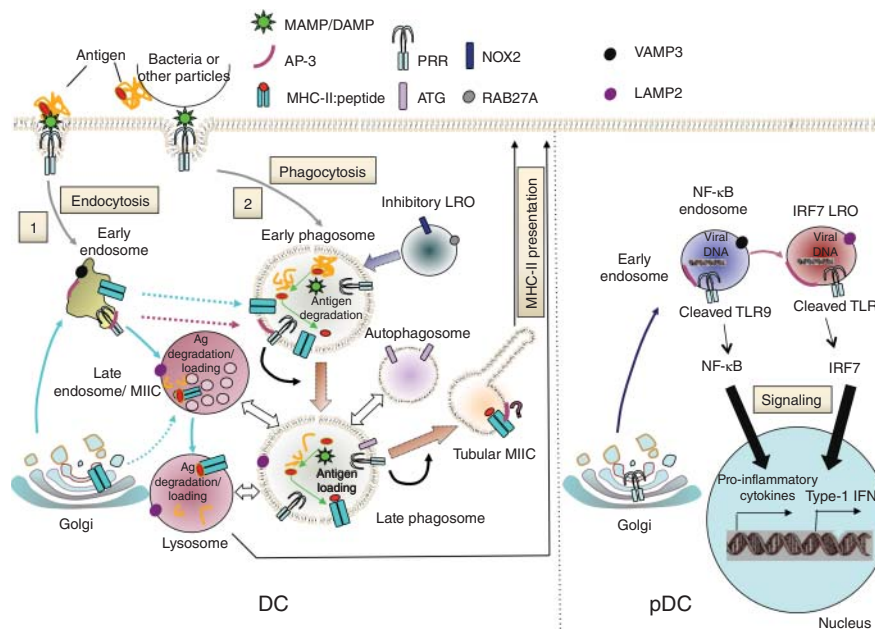 MAMP/DAMP
Antigen
Bacteria or
other particles
AP-3
MHC-II:peptide
PRR
ATG
NOX2
RAB27A
VAMP3
LAMP2
1
Endocytosis
2
Phagocytosis
Early
endosome
Early phagosome
Inhibitory LRO
MHC-II presentation
Antigen
degradation
Autophagosome
Ag
degradation/
loading
Late
endosome/ MIIC
?
Tubular MIIC
Ag
degradation/
loading
Antigen
loading
Golgi
Lysosome
Late phagosome
DC
NF-κB
endosome
IRF7 LRO
Viral
DNA
Viral
DNA
Early
endosome
Cleaved TLR9
Cleaved TLR
NF-κB
IRF7
Signaling
Golgi
Pro-inflammatory
cytokines
Type-1 IFN
pDC
Nucleus